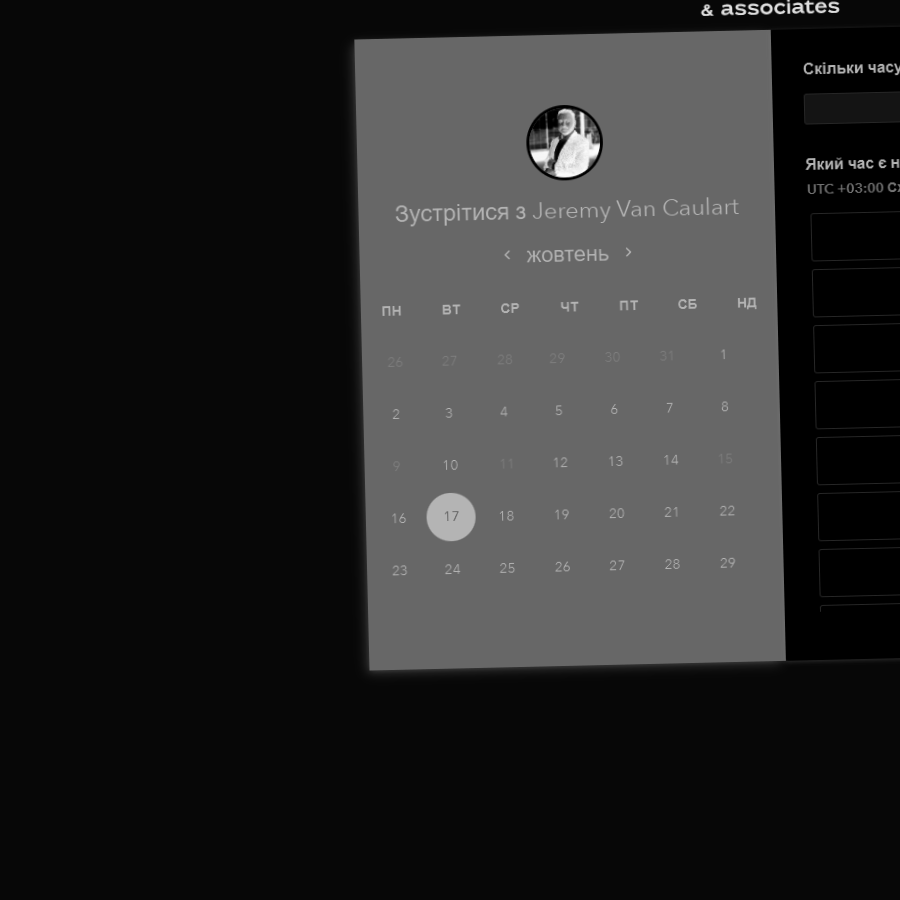 & associates
Зустрітися з Jeremy Van Caulart
‹ жовтень ›
ПН ВТ СР ЧТ ПТ СБ НД
26 27 28 29 30 31 1
2 3 4 5 6 7 8
9 10 11 12 13 14 15
16 17 18 19 20 21 22
23 24 25 26 27 28 29
Скільки часу
Який час є
UTC +03:00